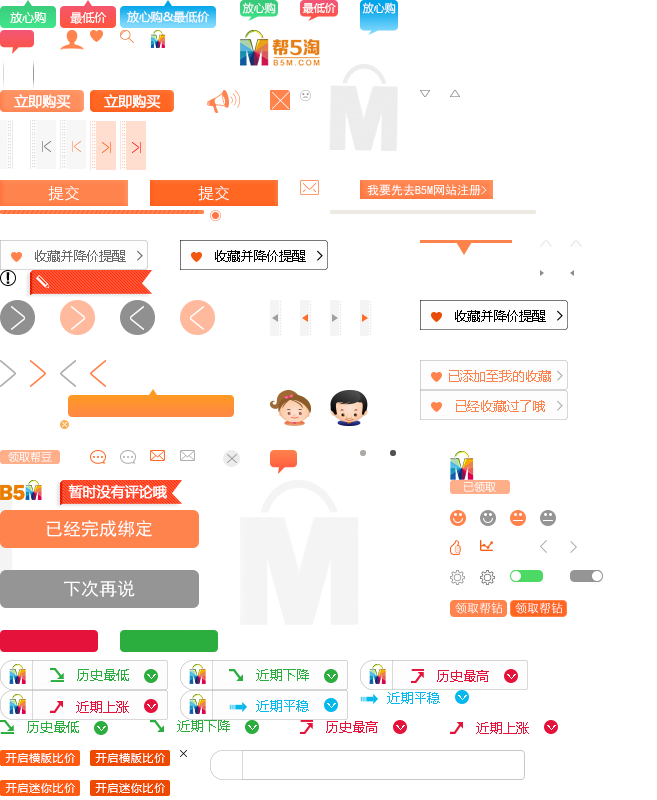 放心购 最低价 放心购&最低价 放心购 最低价 放心购
帮5淘
B5M.COM
立即购买 立即购买
提交 提交 我要先去B5M网站注册>
收藏并降价提醒 收藏并降价提醒
收藏并降价提醒
已添加至我的收藏
已经收藏过了哦
领取帮豆
B5M 暂时没有评论哦 已领取
已经完成绑定
下次再说
领取帮钻 领取帮钻
历史最低 近期下降 历史最高
近期上涨 近期平稳 近期平稳
历史最低 近期下降 历史最高 近期上涨
开启横版比价 开启横版比价
开启迷你比价 开启迷你比价